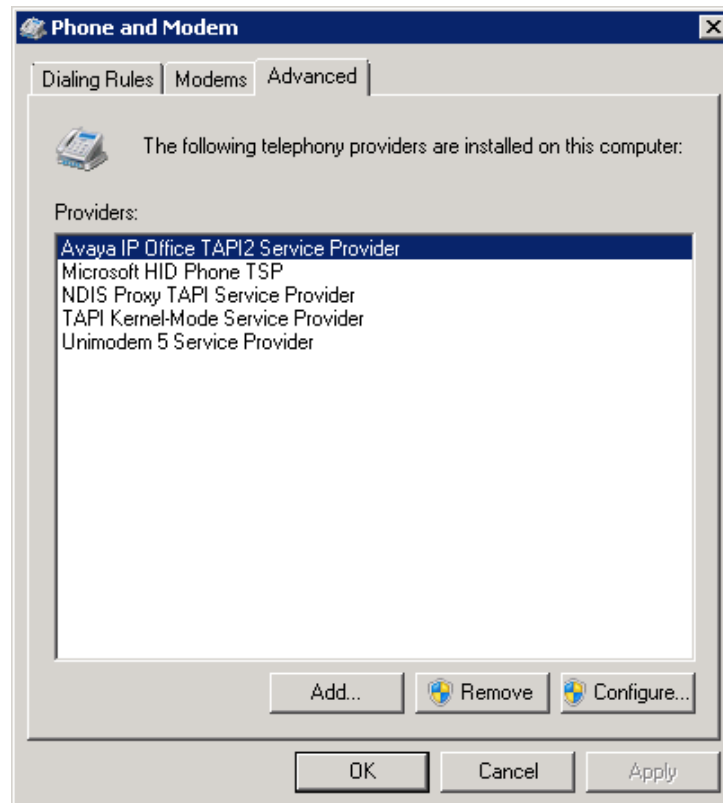 Phone and Modem
Dialing Rules Modems Advanced
The following telephony providers are installed on this computer:
Providers:
Avaya IP Office TAPI2 Service Provider
Microsoft HID Phone TSP
NDIS Proxy TAPI Service Provider
TAPI Kernel-Mode Service Provider
Unimodem 5 Service Provider
Add... Remove Configure...
OK Cancel Apply